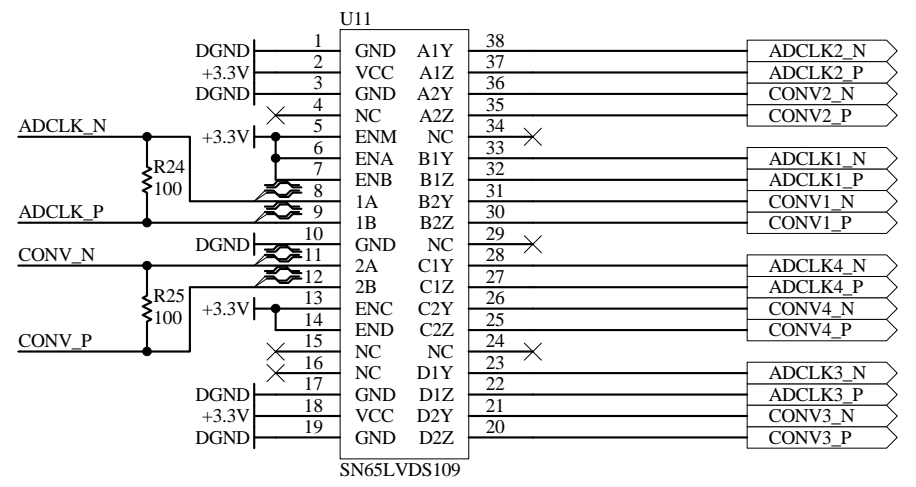 U11
DGND 1 GND A1Y 38 ADCLK2_N
+3.3V 2 VCC A1Z 37 ADCLK2_P
DGND 3 GND A2Y 36 CONV2_N
4 NC A2Z 35 CONV2_P
ADCLK_N +3.3V 5 ENM NC 34
6 ENA B1Y 33 ADCLK1_N
R24 7 ENB B1Z 32 ADCLK1_P
100 8 1A B2Y 31 CONV1_N
ADCLK_P 9 1B B2Z 30 CONV1_P
DGND 10 GND NC 29
CONV_N 11 2A C1Y 28 ADCLK4_N
12 2B C1Z 27 ADCLK4_P
R25 +3.3V 13 ENC C2Y 26 CONV4_N
100 14 END C2Z 25 CONV4_P
CONV_P 15 NC NC 24
16 NC D1Y 23 ADCLK3_N
DGND 17 GND D1Z 22 ADCLK3_P
+3.3V 18 VCC D2Y 21 CONV3_N
DGND 19 GND D2Z 20 CONV3_P
SN65LVDS109